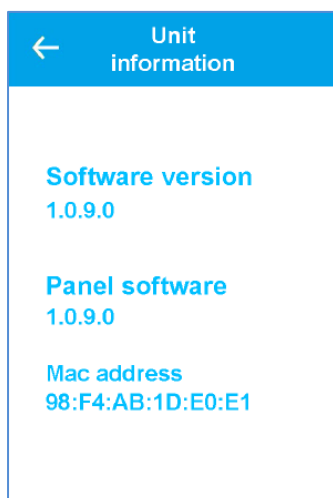 Unit
information
Software version
1.0.9.0
Panel software
1.0.9.0
Mac address
98:F4:AB:1D:E0:E1